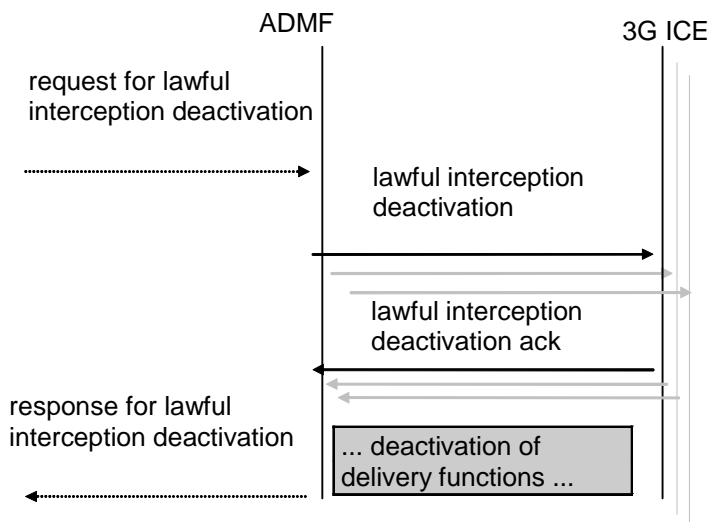 ADMF
3G ICE
request for lawful
interception deactivation
lawful interception
deactivation
lawful interception
deactivation ack
response for lawful
interception deactivation
... deactivation of
delivery functions ...